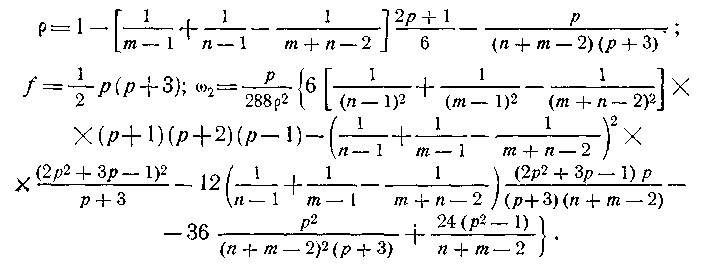 ρ = 1 − [1/(m − 1) + 1/(n − 1) − 1/(m + n − 2)] (2p + 1)/6 − p/((n + m − 2)(p + 3)) ;
f = 1/2 p(p + 3); ω₂ = p/(288ρ²) {6 [1/(n − 1)² + 1/(m − 1)² − 1/(m + n − 2)²] ×
× (p + 1)(p + 2)(p − 1) − (1/(n − 1) + 1/(m − 1) − 1/(m + n − 2))² ×
× (2p² + 3p − 1)²/(p + 3) − 12 (1/(n − 1) + 1/(m − 1) − 1/(m + n − 2)) (2p² + 3p − 1) p/((p + 3)(n + m − 2)) −
− 36 p²/((n + m − 2)² (p + 3)) + 24 (p² − 1)/(n + m − 2)} .